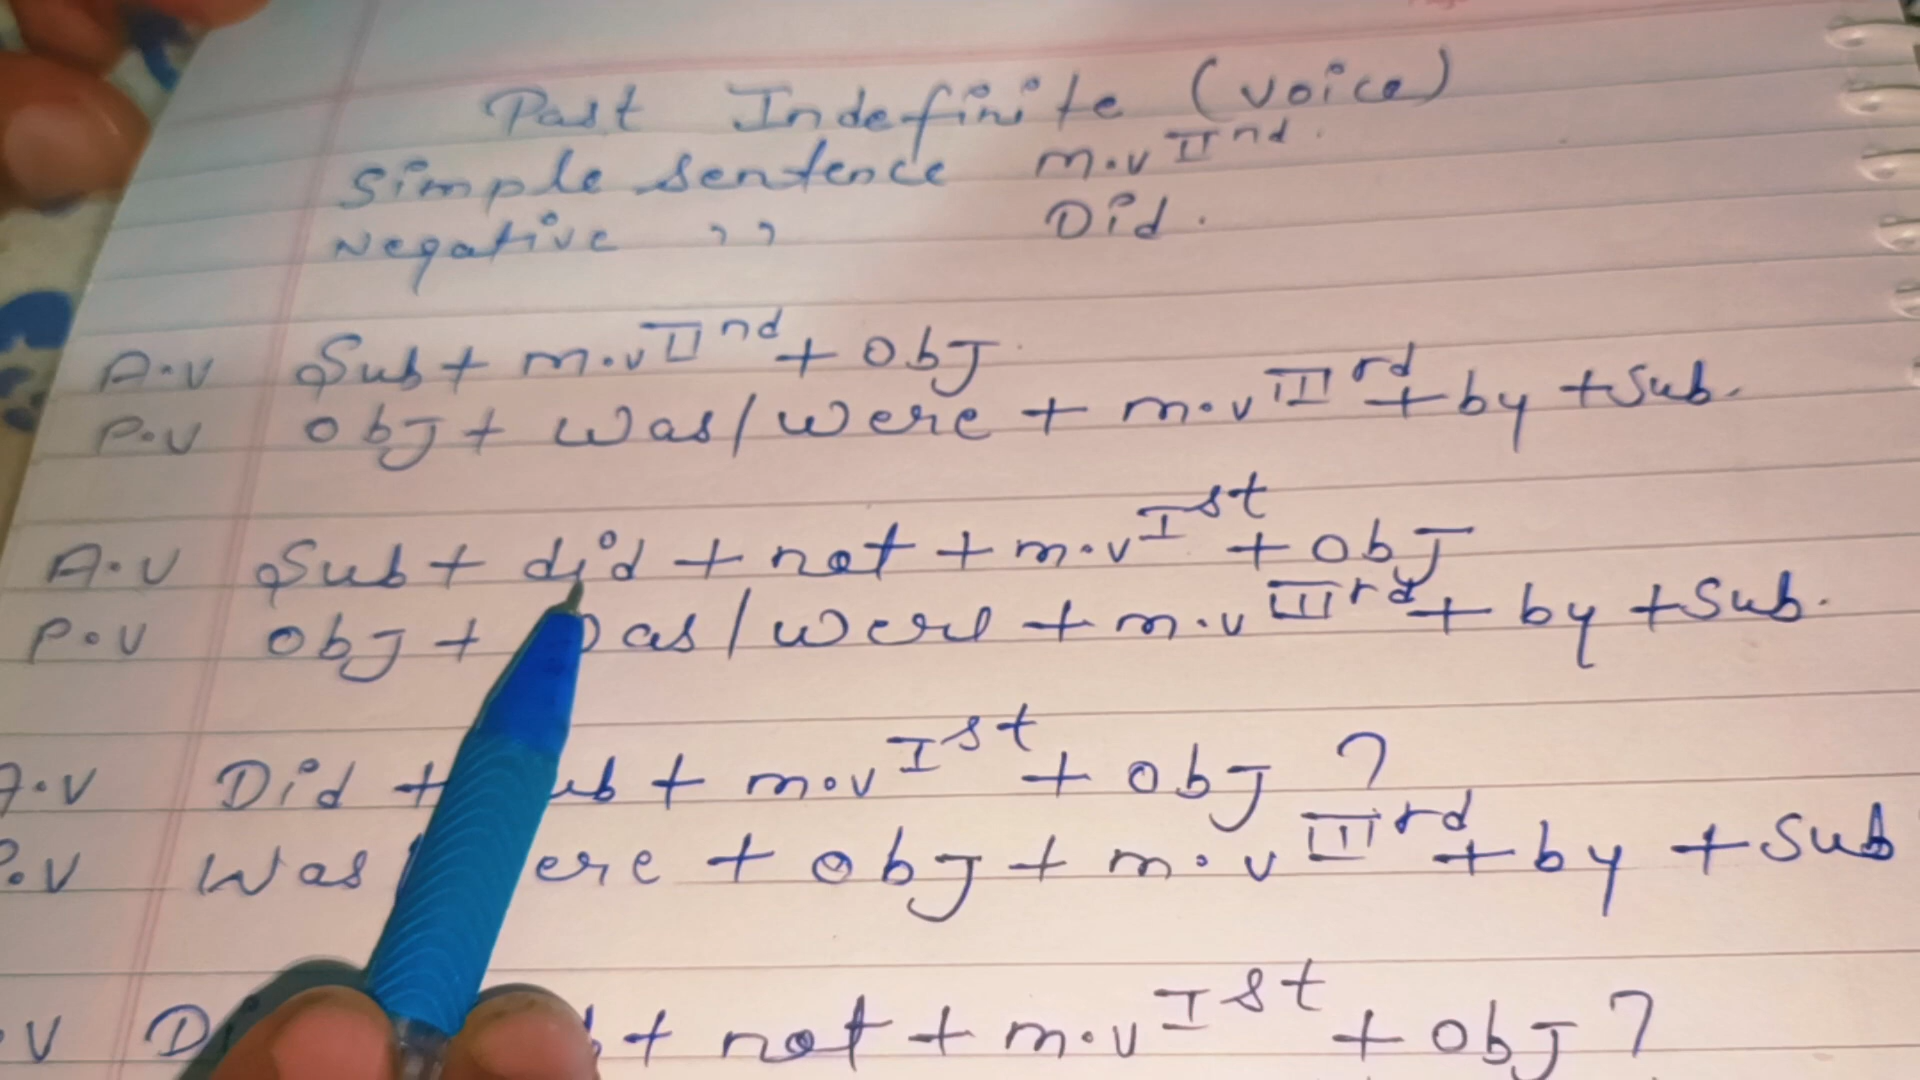 Past Indefinite (voice)
Simple sentence m.v IInd.
Negative ,, Did.
A.V Sub + m.v IInd + obj.
P.V obj + was/were + m.v IIIrd + by + sub.
A.V Sub + did + not + m.v Ist + obj
P.V obj + was/were + m.v IIIrd + by + sub.
A.V Did + sub + m.v Ist + obj ?
P.V Was ere + obj + m.v IIIrd + by + sub
V + not + m.v Ist + obj ?